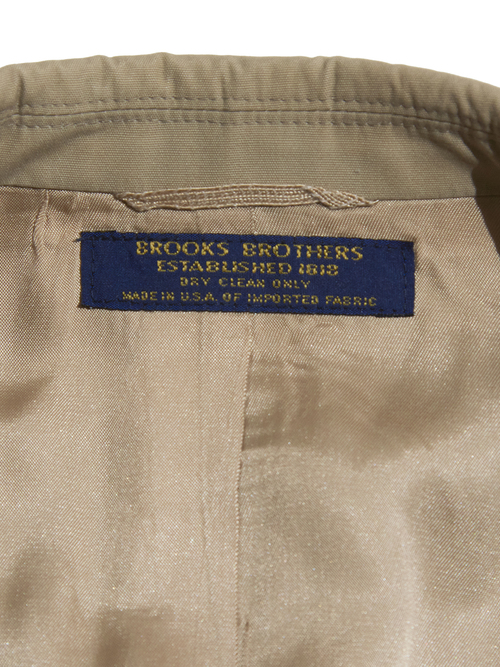 BROOKS BROTHERS
ESTABLISHED 1818
DRY CLEAN ONLY
MADE IN U.S.A. OF IMPORTED FABRIC